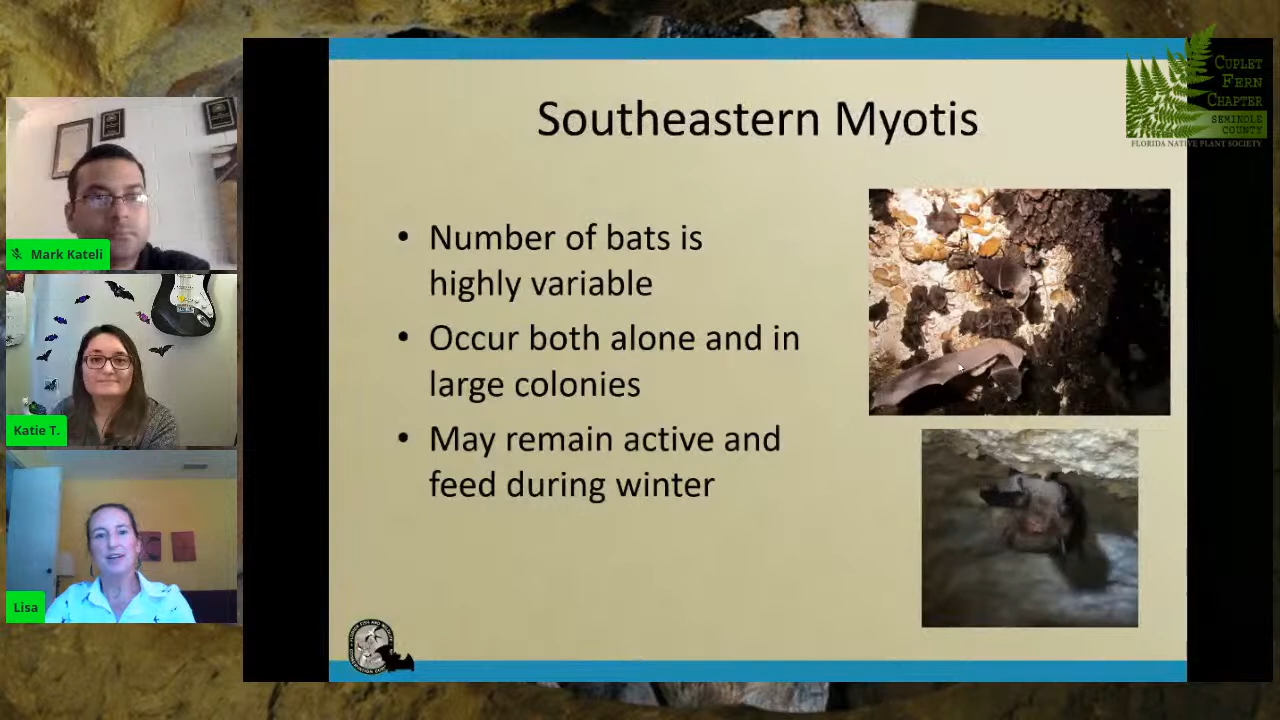 Southeastern Myotis
CUPLET
FERN
CHAPTER
SEMINOLE
COUNTY
FLORIDA NATIVE PLANT SOCIETY
• Number of bats is
highly variable
• Occur both alone and in
large colonies
• May remain active and
feed during winter
Mark Kateli
Katie T.
Lisa